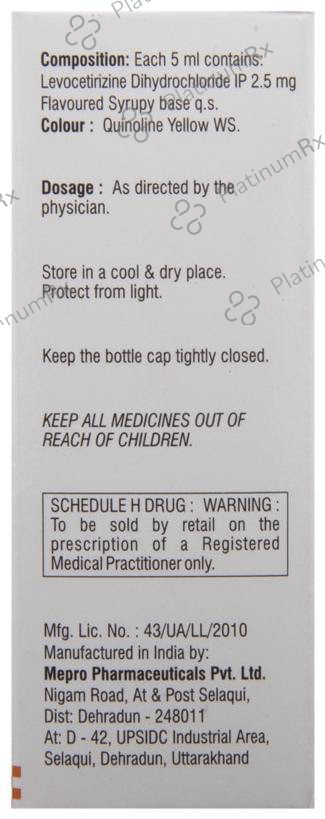 Composition: Each 5 ml contains:
Levocetirizine Dihydrochloride IP 2.5 mg
Flavoured Syrupy base q.s.
Colour : Quinoline Yellow WS.
Dosage : As directed by the
physician.
Store in a cool & dry place.
Protect from light.
Keep the bottle cap tightly closed.
KEEP ALL MEDICINES OUT OF
REACH OF CHILDREN.
SCHEDULE H DRUG : WARNING :
To be sold by retail on the
prescription of a Registered
Medical Practitioner only.
Mfg. Lic. No. : 43/UA/LL/2010
Manufactured in India by:
Mepro Pharmaceuticals Pvt. Ltd.
Nigam Road, At & Post Selaqui,
Dist: Dehradun - 248011
At: D - 42, UPSIDC Industrial Area,
Selaqui, Dehradun, Uttarakhand
PlatinumRx
PlatinumRx
PlatinumRx